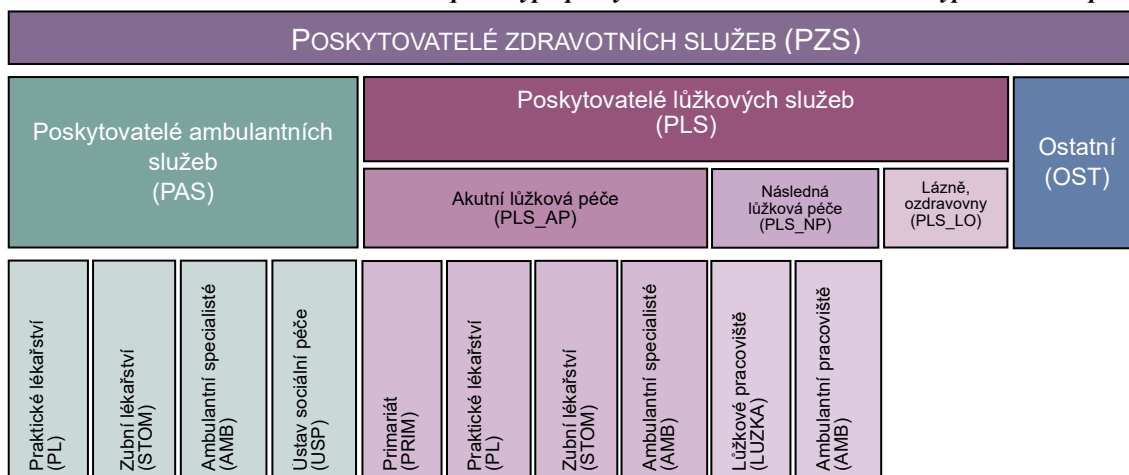 POSKYTOVATELÉ ZDRAVOTNÍCH SLUŽEB (PZS)
Poskytovatelé ambulantních
služeb
(PAS)
Poskytovatelé lůžkových služeb
(PLS)
Ostatní
(OST)
Akutní lůžková péče
(PLS_AP)
Následná
lůžková péče
(PLS_NP)
Lázně,
ozdravovny
(PLS_LO)
Praktické lékařství
(PL)
Zubní lékařství
(STOM)
Ambulantní specialisté
(AMB)
Ústav sociální péče
(USP)
Primariát
(PRIM)
Praktické lékařství
(PL)
Zubní lékařství
(STOM)
Ambulantní specialisté
(AMB)
Lůžkové pracoviště
(LUZKA)
Ambulantní pracoviště
(AMB)